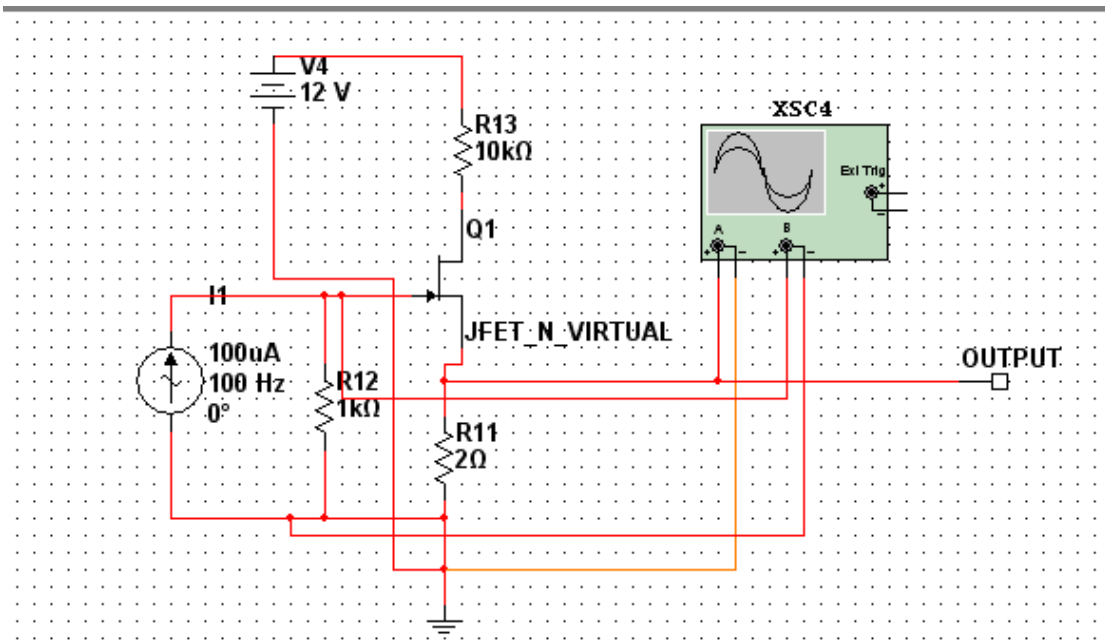 V4
12 V
R13
10kΩ
XSC4
Ext Trig
+
−
A
B
+
−
+
−
Q1
I1
JFET_N_VIRTUAL
100uA
100 Hz
0°
R12
1kΩ
OUTPUT
R11
2Ω